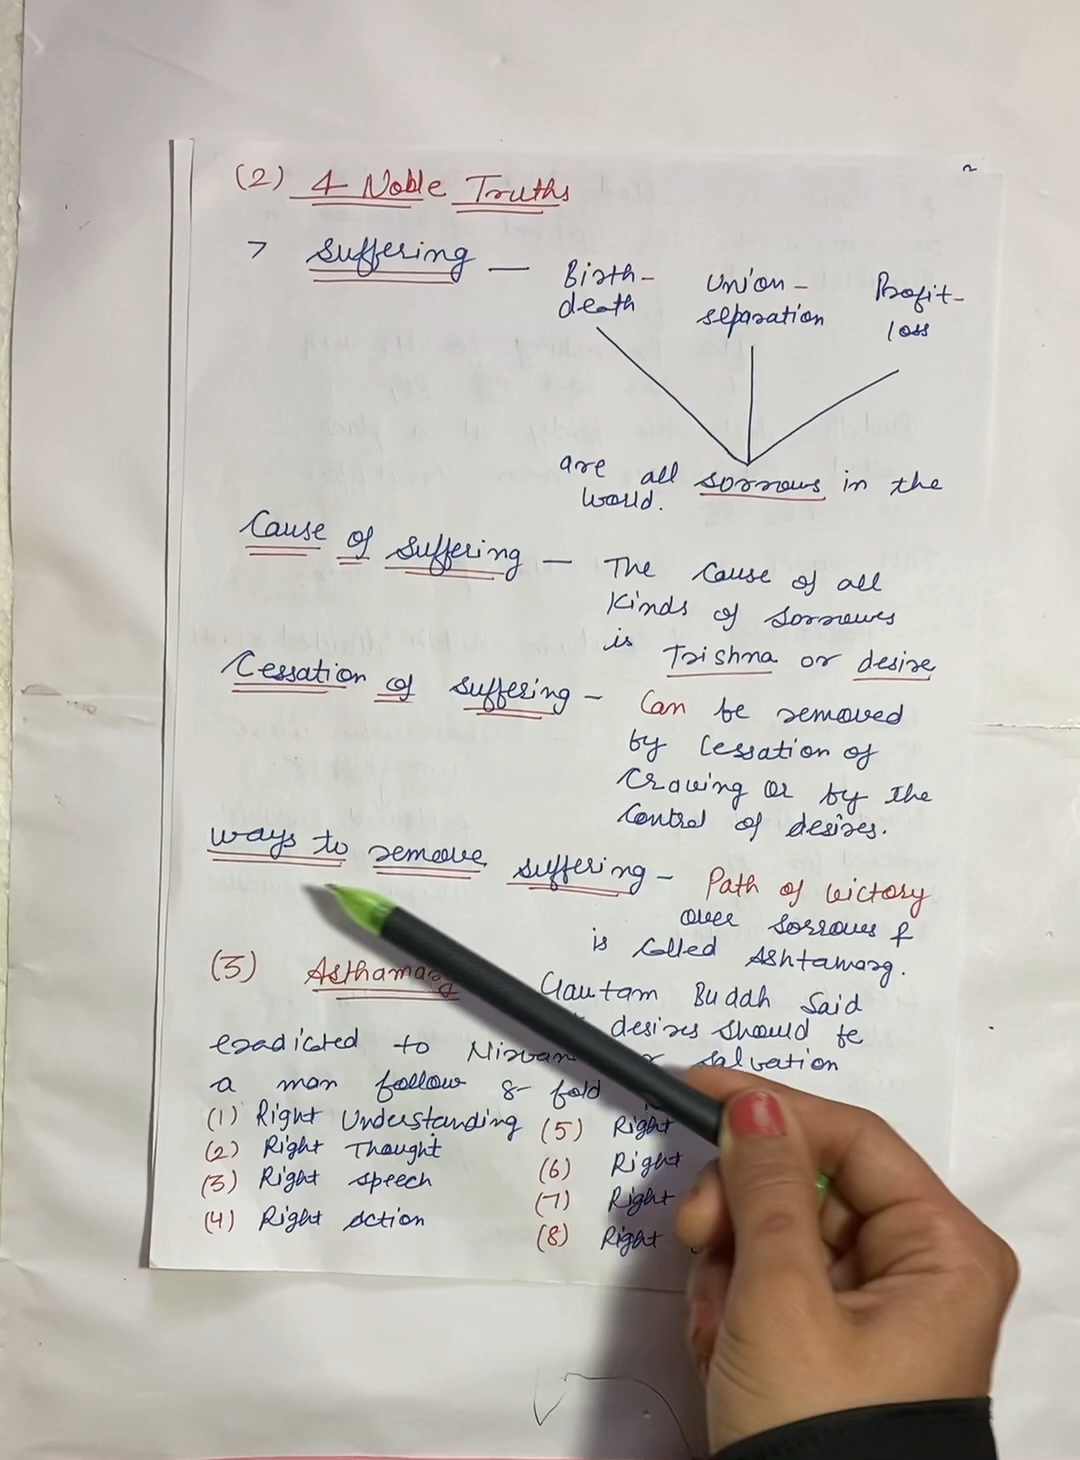 (2) 4 Noble Truths
> Suffering — Birth-death Union-separation Profit-loss
are all sorrows in the
world.
Cause of suffering — The cause of all
kinds of sorrows
is Trishna or desire
Cessation of suffering - Can be removed
by Cessation of
Craving or by the
Control of desires.
Ways to remove suffering - Path of victory
over sorrows &
is Called Ashtamarg.
(3) Asthamarg Gautam Buddh Said
desires should be
eradicted to salvation
a man follow 8-fold
(1) Right Understanding (5) Right
(2) Right Thought (6) Right
(3) Right speech (7) Right
(4) Right action (8) Right